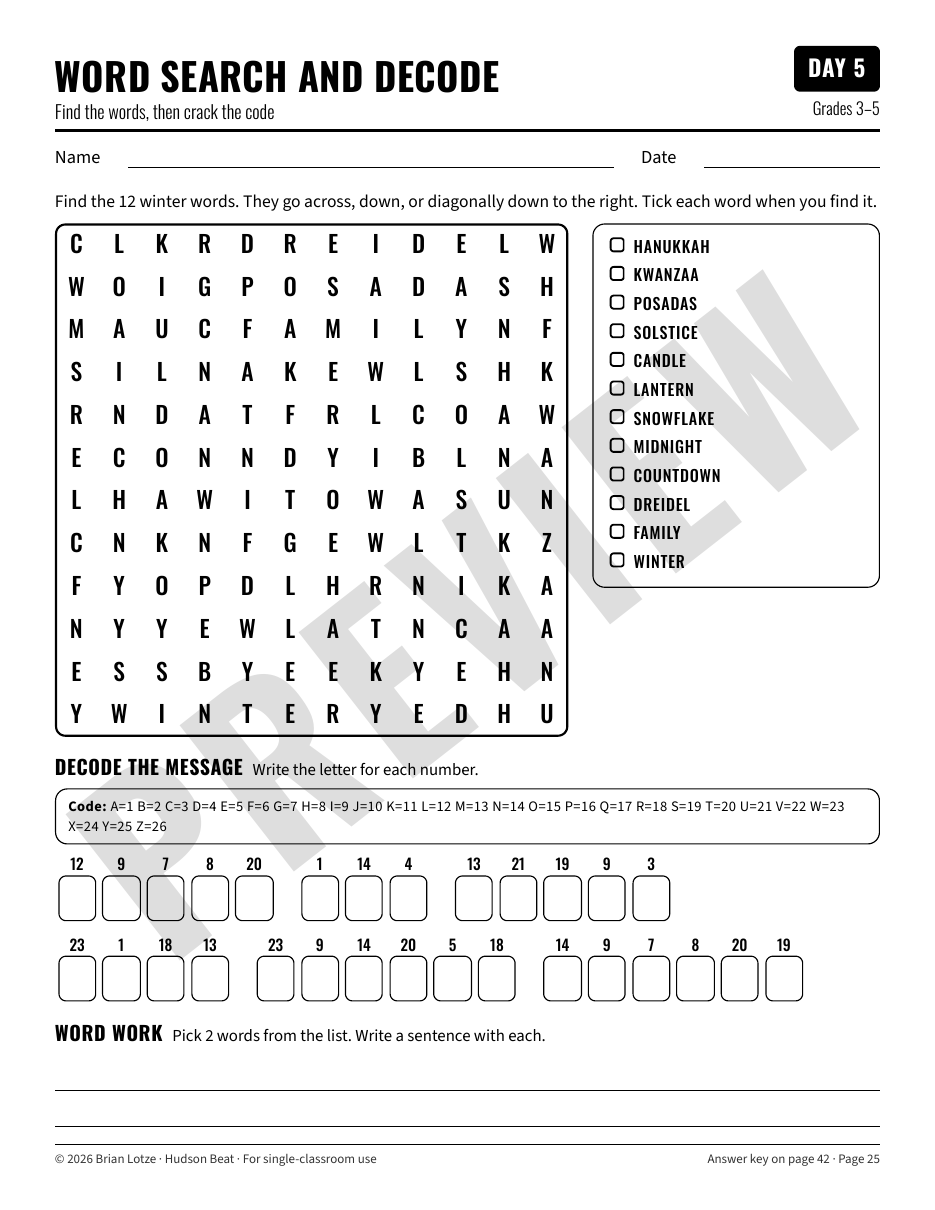 WORD SEARCH AND DECODE
DAY 5
Find the words, then crack the code
Grades 3–5
Name
Date
Find the 12 winter words. They go across, down, or diagonally down to the right. Tick each word when you find it.
C L K R D R E I D E L W
W O I G P O S A D A S H
M A U C F A M I L Y N F
S I L N A K E W L S H K
R N D A T F R L C O A W
E C O N N D Y I B L N A
L H A W I T O W A S U N
C N K N F G E W L T K Z
F Y O P D L H R N I K A
N Y Y E W L A T N C A A
E S S B Y E E K Y E H N
Y W I N T E R Y E D H U
HANUKKAH
KWANZAA
POSADAS
SOLSTICE
CANDLE
LANTERN
SNOWFLAKE
MIDNIGHT
COUNTDOWN
DREIDEL
FAMILY
WINTER
PREVIEW
DECODE THE MESSAGE Write the letter for each number.
Code: A=1 B=2 C=3 D=4 E=5 F=6 G=7 H=8 I=9 J=10 K=11 L=12 M=13 N=14 O=15 P=16 Q=17 R=18 S=19 T=20 U=21 V=22 W=23
X=24 Y=25 Z=26
12 9 7 8 20 1 14 4 13 21 19 9 3
23 1 18 13 23 9 14 20 5 18 14 9 7 8 20 19
WORD WORK Pick 2 words from the list. Write a sentence with each.
© 2026 Brian Lotze · Hudson Beat · For single-classroom use
Answer key on page 42 · Page 25